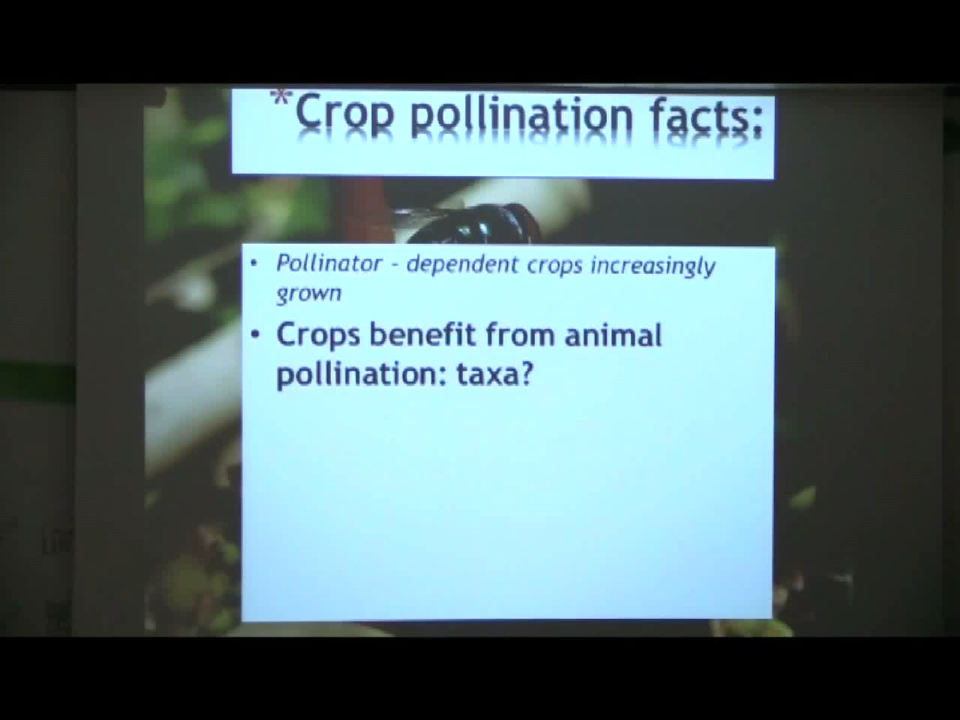 *Crop pollination facts:
• Pollinator - dependent crops increasingly
grown
• Crops benefit from animal
pollination: taxa?